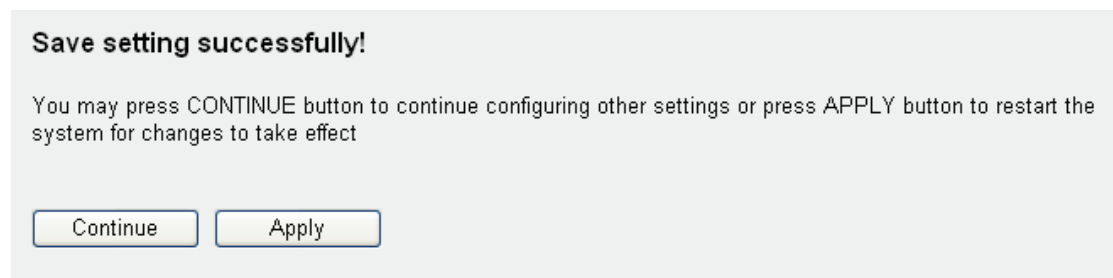 Save setting successfully!
You may press CONTINUE button to continue configuring other settings or press APPLY button to restart the
system for changes to take effect
Continue
Apply